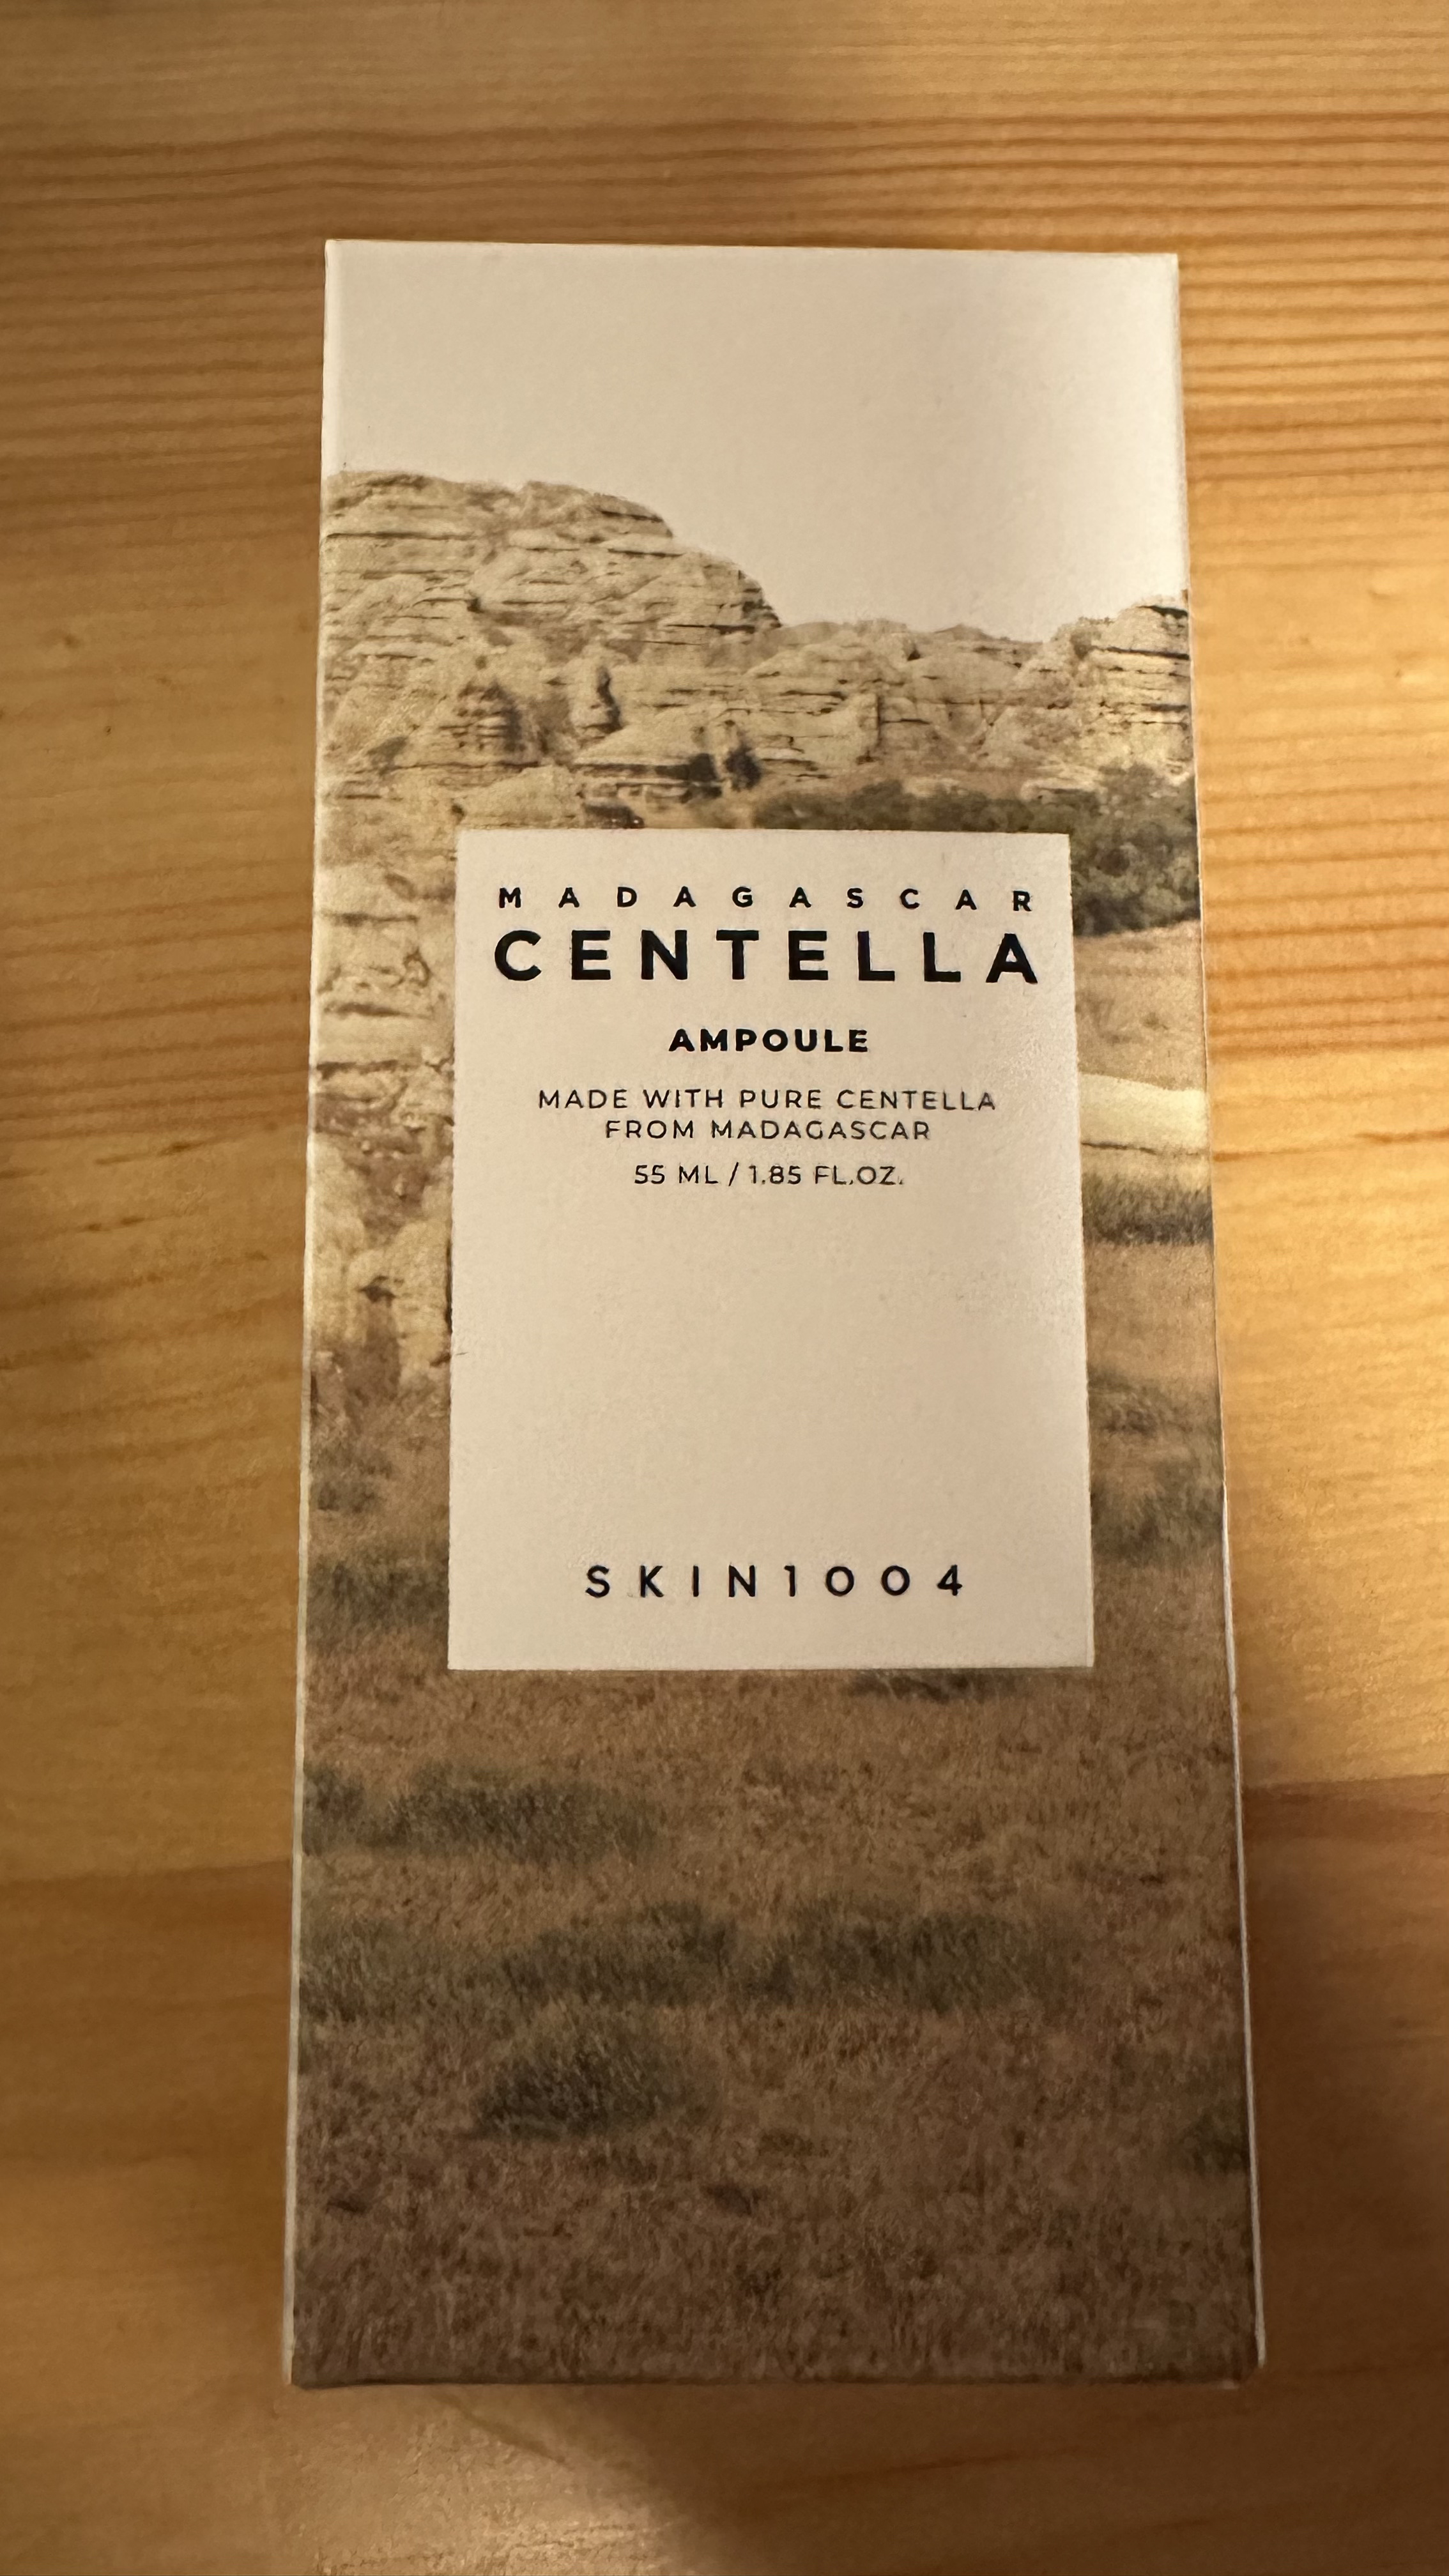 MADAGASCAR
CENTELLA
AMPOULE
MADE WITH PURE CENTELLA
FROM MADAGASCAR
55 ML / 1.85 FL.OZ.
SKIN1004